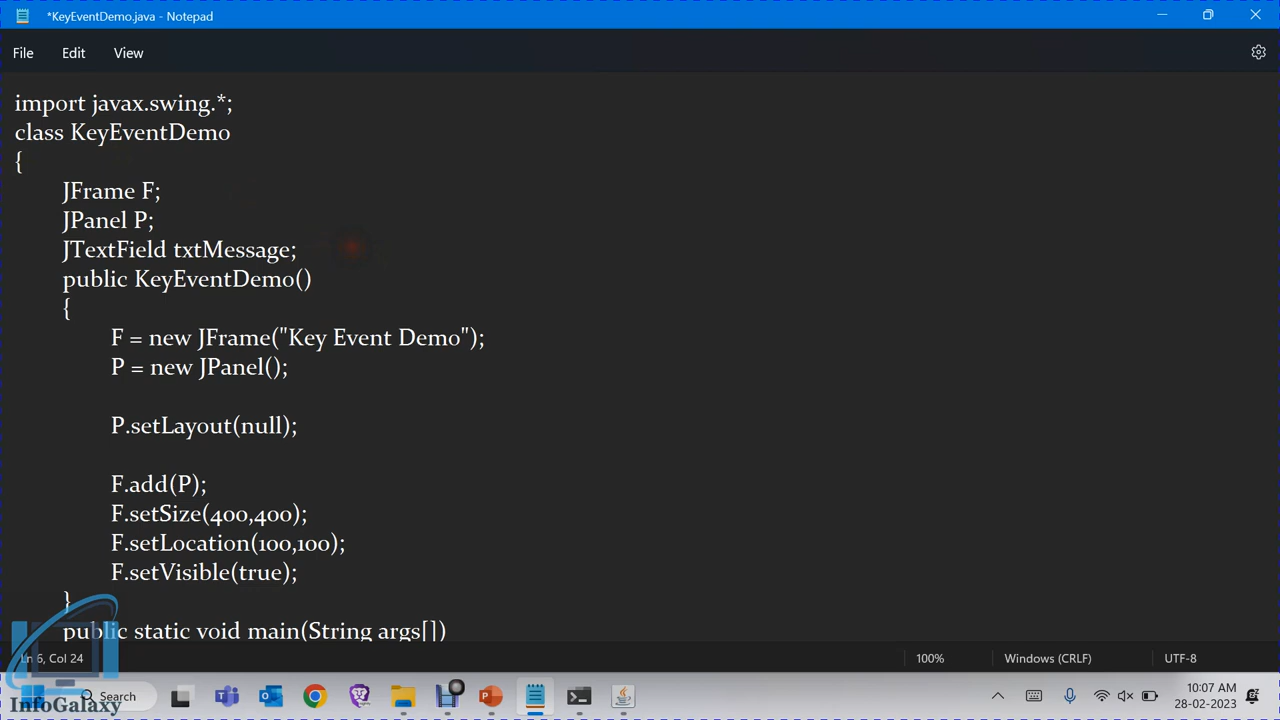 *KeyEventDemo.java - Notepad
File Edit View
import javax.swing.*;
class KeyEventDemo
{
JFrame F;
JPanel P;
JTextField txtMessage;
public KeyEventDemo()
{
F = new JFrame("Key Event Demo");
P = new JPanel();
P.setLayout(null);
F.add(P);
F.setSize(400,400);
F.setLocation(100,100);
F.setVisible(true);
}
public static void main(String args[])
Ln 6, Col 24 100% Windows (CRLF) UTF-8
InfoGalaxy Search 10:07 AM
28-02-2023